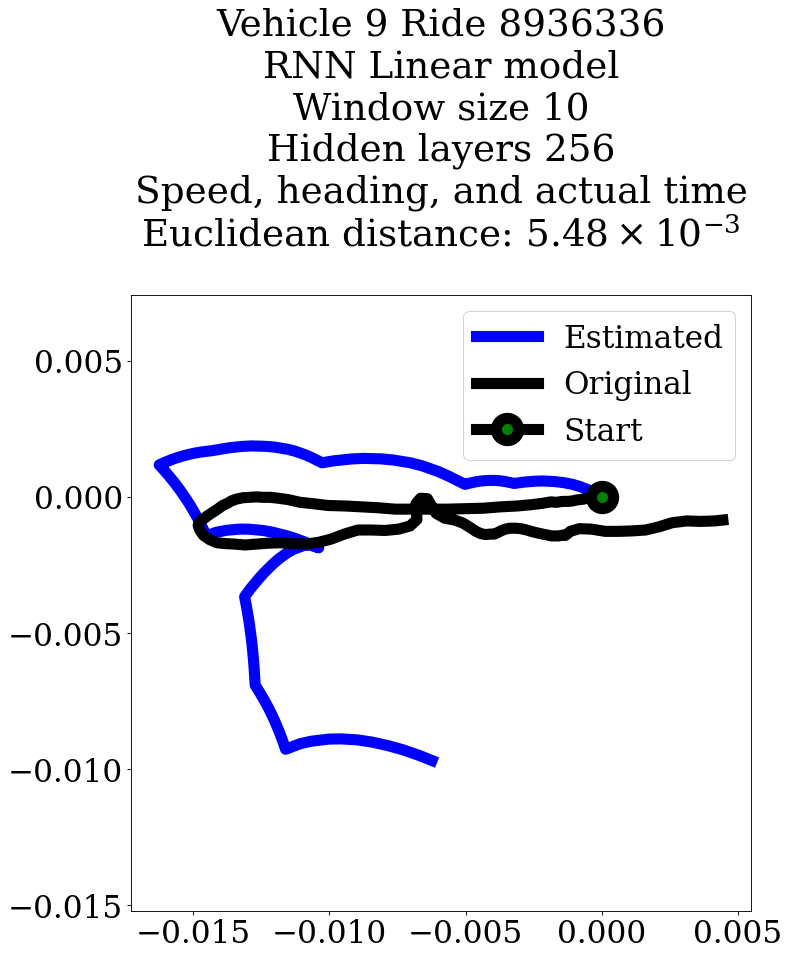 Vehicle 9 Ride 8936336
RNN Linear model
Window size 10
Hidden layers 256
Speed, heading, and actual time
Euclidean distance: 5.48 × 10⁻³
Estimated
Original
Start
0.005
0.000
−0.005
−0.010
−0.015
−0.015 −0.010 −0.005 0.000 0.005